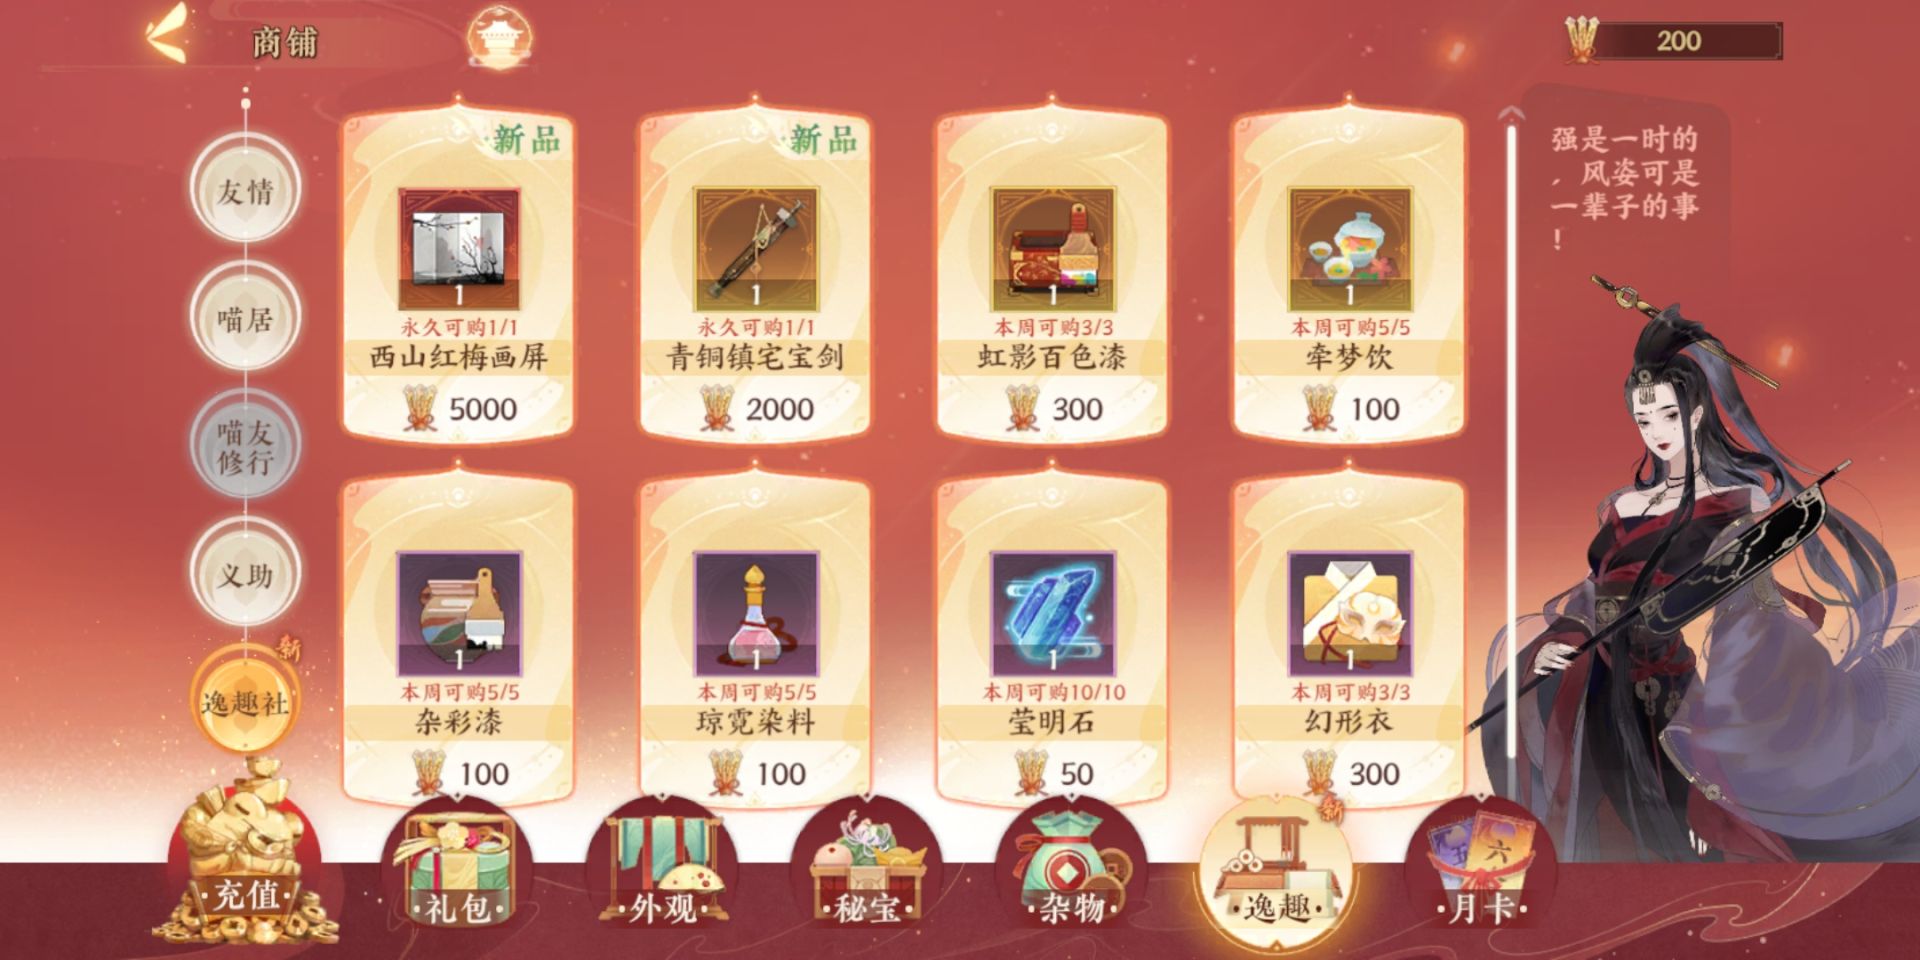 商铺
200
友情
喵居
喵友
修行
义助
新
逸趣社
新品
1
永久可购1/1
西山红梅画屏
5000
新品
1
永久可购1/1
青铜镇宅宝剑
2000
1
本周可购3/3
虹影百色漆
300
1
本周可购5/5
牵梦饮
100
1
本周可购5/5
杂彩漆
100
1
本周可购5/5
琼霓染料
100
1
本周可购10/10
莹明石
50
1
本周可购3/3
幻形衣
300
强是一时的
，风姿可是
一辈子的事
！
·充值·
·礼包·
·外观·
·秘宝·
·杂物·
新
·逸趣·
五
六
·月卡·